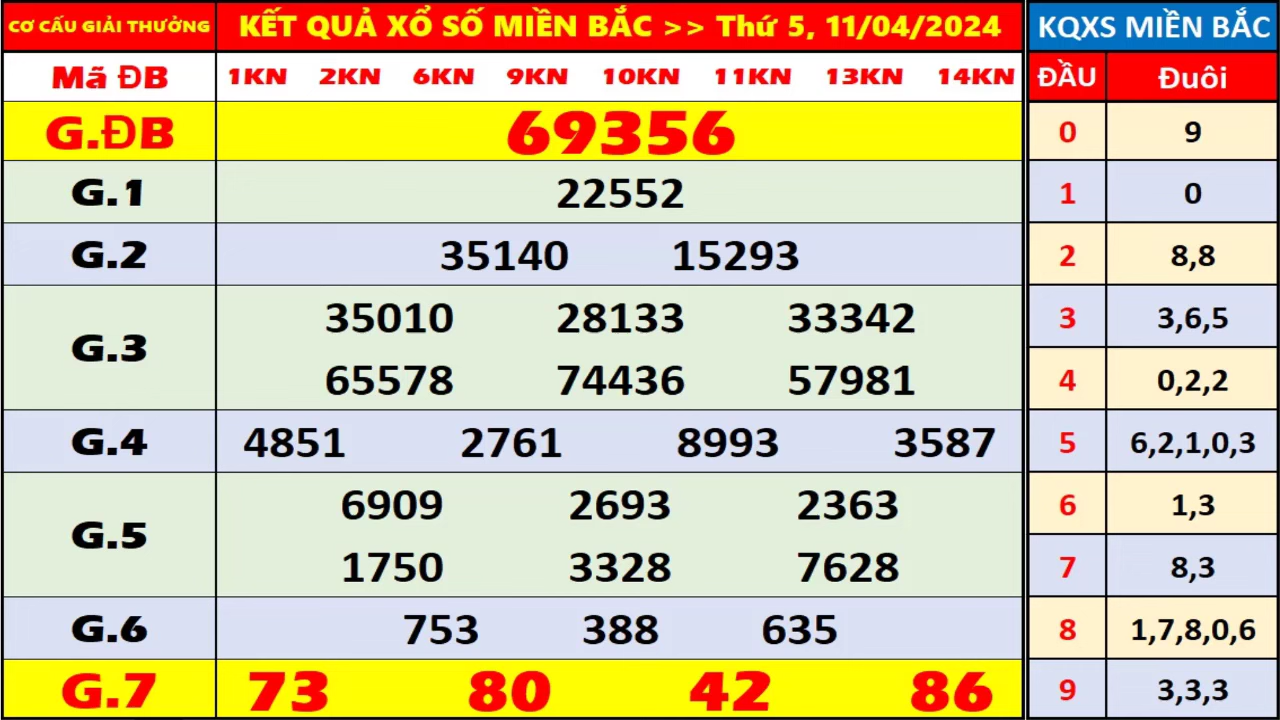 CƠ CẤU GIẢI THƯỞNG KẾT QUẢ XỔ SỐ MIỀN BẮC >> Thứ 5, 11/04/2024 KQXS MIỀN BẮC
Mã ĐB 1KN 2KN 6KN 9KN 10KN 11KN 13KN 14KN ĐẦU Đuôi
G.ĐB 69356 0 9
G.1 22552 1 0
G.2 35140 15293 2 8,8
G.3 35010 28133 33342 3 3,6,5
65578 74436 57981 4 0,2,2
G.4 4851 2761 8993 3587 5 6,2,1,0,3
G.5 6909 2693 2363 6 1,3
1750 3328 7628 7 8,3
G.6 753 388 635 8 1,7,8,0,6
G.7 73 80 42 86 9 3,3,3